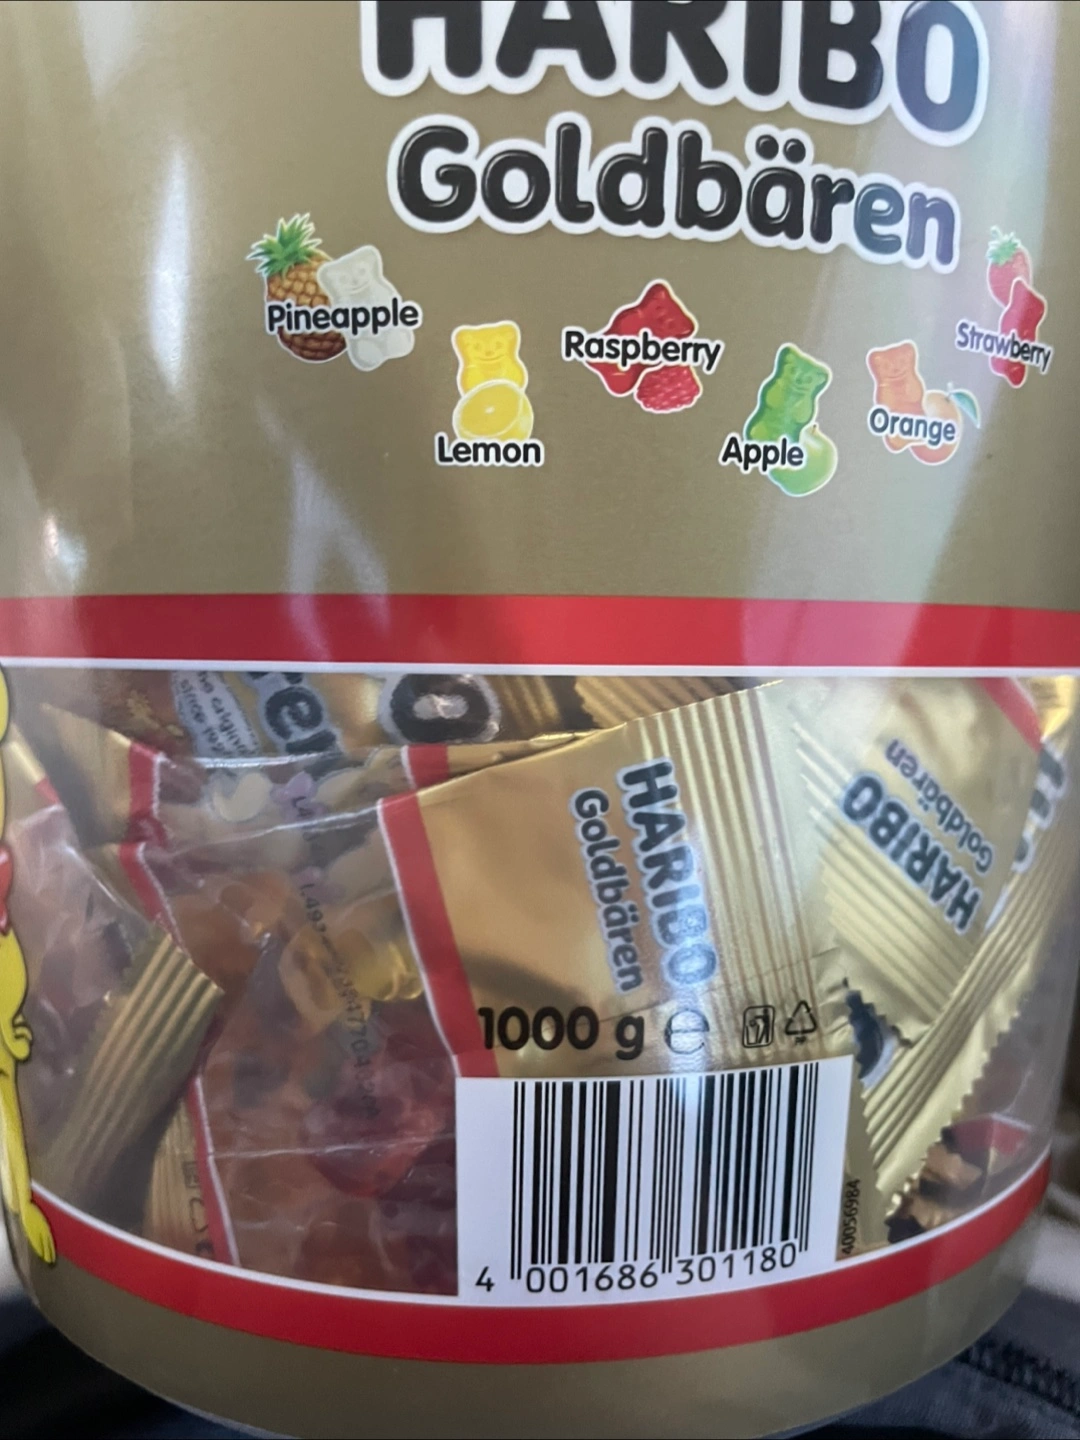 HARIBO
Goldbären
Pineapple
Lemon
Raspberry
Apple
Orange
Strawberry
HARIBO
Goldbären
HARIBO
Goldbären
1000 g e
40056984
4 001686 301180